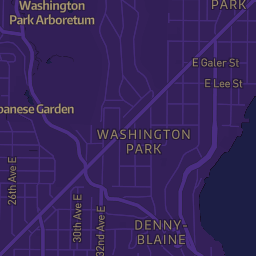 Washington
Park Arboretum
PARK
E Galer St
E Lee St
panese Garden
WASHINGTON
PARK
26th Ave E
30th Ave E
32nd Ave E
DENNY-
BLAINE